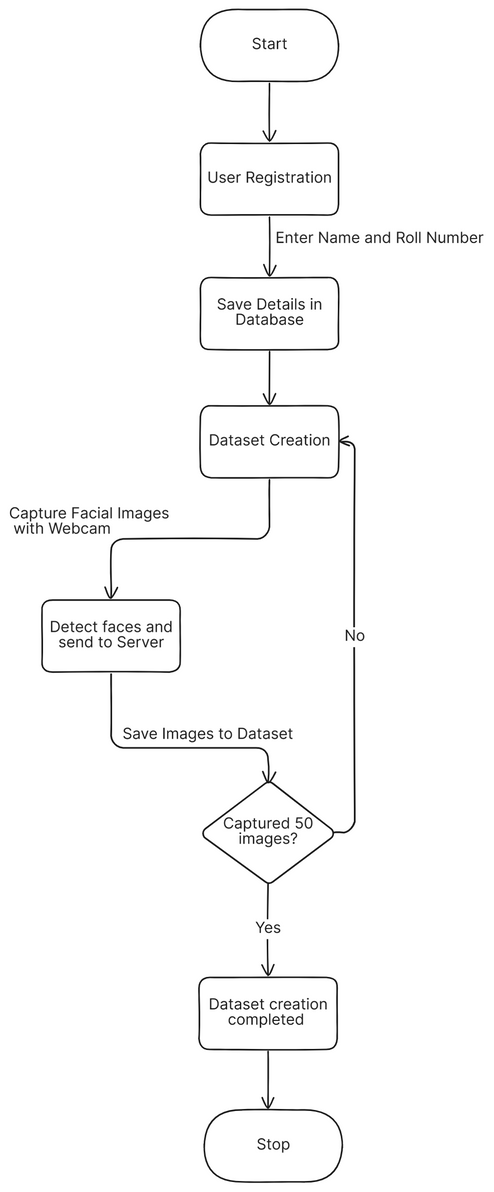 Start
User Registration
Enter Name and Roll Number
Save Details in
Database
Dataset Creation
Capture Facial Images
with Webcam
Detect faces and
send to Server
No
Save Images to Dataset
Captured 50
images?
Yes
Dataset creation
completed
Stop